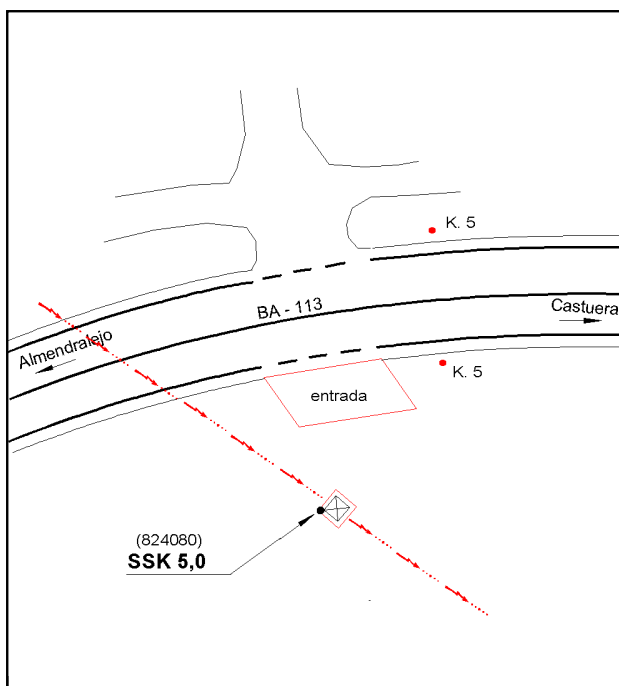 K. 5
BA - 113
Castuera
Almendralejo
K. 5
entrada
(824080)
SSK 5,0